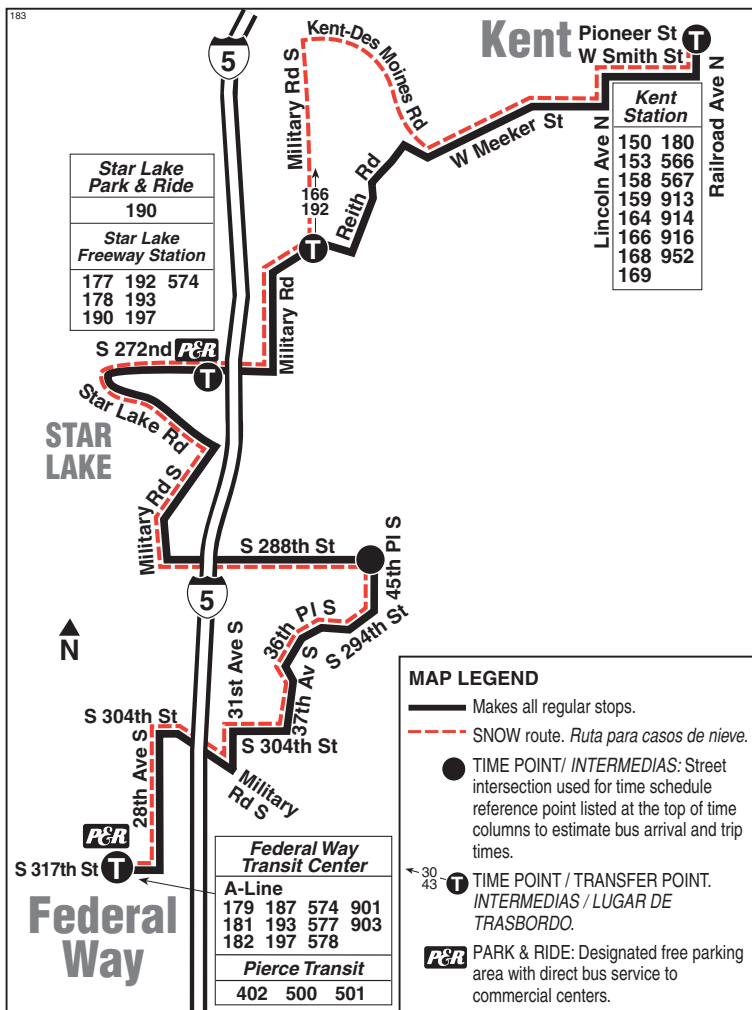 183
5
Kent-Des Moines Rd
Military Rd S
Kent
Pioneer St
W Smith St
T
Railroad Ave N
Lincoln Ave N
W Meeker St
Kent
Station
150 180
153 566
158 567
159 913
164 914
166 916
168 952
169
Star Lake
Park & Ride
190
Star Lake
Freeway Station
177 192 574
178 193
190 197
166
192
T
Reith Rd
Military Rd
S 272nd
P&R
T
Star Lake Rd
STAR
LAKE
Military Rd S
S 288th St
45th Pl S
5
N
36th Pl S
S 294th St
37th Av S
31st Ave S
S 304th St
S 304th St
Military
Rd S
28th Ave S
P&R
S 317th St
T
Federal
Way
Federal Way
Transit Center
A-Line
179 187 574 901
181 193 577 903
182 197 578
Pierce Transit
402 500 501
MAP LEGEND
Makes all regular stops.
SNOW route. Ruta para casos de nieve.
TIME POINT/ INTERMEDIAS: Street
intersection used for time schedule
reference point listed at the top of time
columns to estimate bus arrival and trip
times.
30
43
T
TIME POINT / TRANSFER POINT.
INTERMEDIAS / LUGAR DE
TRASBORDO.
P&R
PARK & RIDE: Designated free parking
area with direct bus service to
commercial centers.